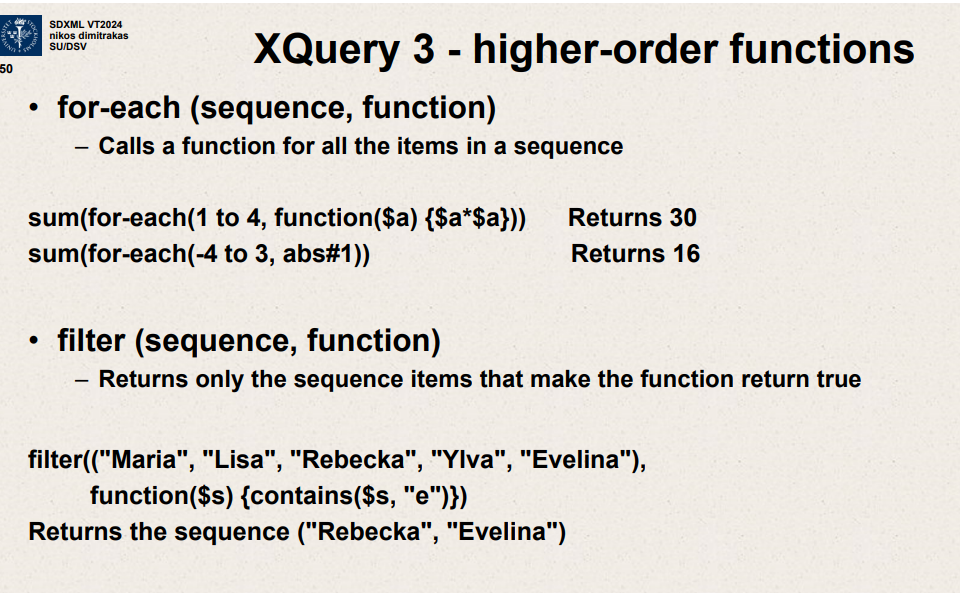 SDXML VT2024
nikos dimitrakas
SU/DSV
50
XQuery 3 - higher-order functions
• for-each (sequence, function)
– Calls a function for all the items in a sequence
sum(for-each(1 to 4, function($a) {$a*$a})) Returns 30
sum(for-each(-4 to 3, abs#1)) Returns 16
• filter (sequence, function)
– Returns only the sequence items that make the function return true
filter(("Maria", "Lisa", "Rebecka", "Ylva", "Evelina"),
function($s) {contains($s, "e")})
Returns the sequence ("Rebecka", "Evelina")